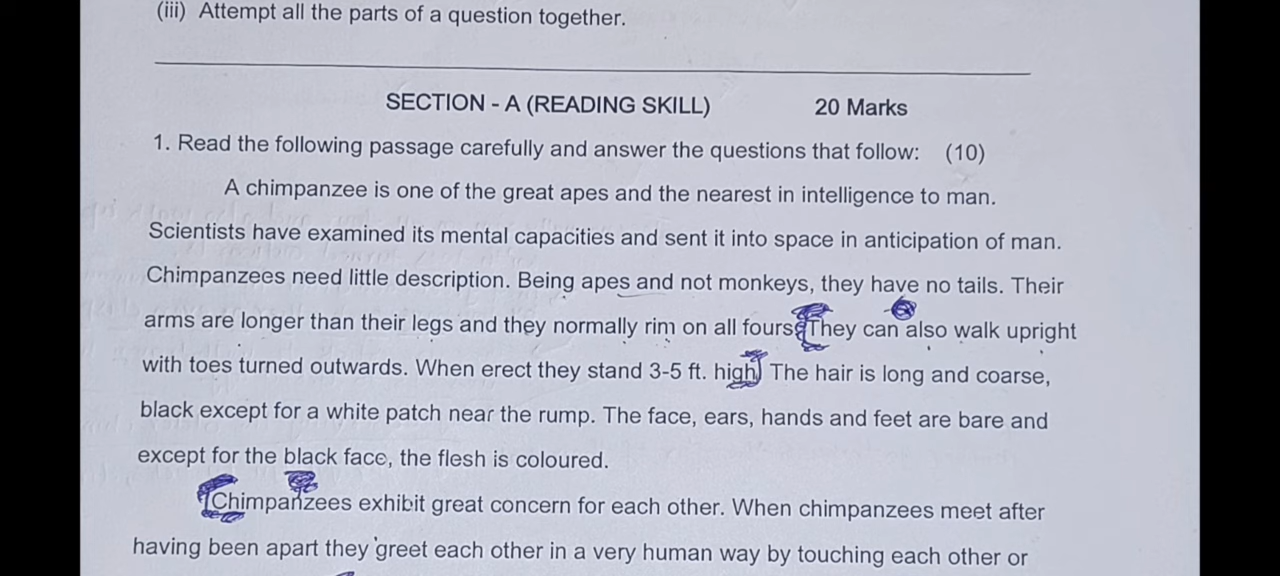 (iii) Attempt all the parts of a question together.
SECTION - A (READING SKILL) 20 Marks
1. Read the following passage carefully and answer the questions that follow: (10)
A chimpanzee is one of the great apes and the nearest in intelligence to man.
Scientists have examined its mental capacities and sent it into space in anticipation of man.
Chimpanzees need little description. Being apes and not monkeys, they have no tails. Their
arms are longer than their legs and they normally rim on all fours. They can also walk upright
with toes turned outwards. When erect they stand 3-5 ft. high. The hair is long and coarse,
black except for a white patch near the rump. The face, ears, hands and feet are bare and
except for the black face, the flesh is coloured.
Chimpanzees exhibit great concern for each other. When chimpanzees meet after
having been apart they greet each other in a very human way by touching each other or